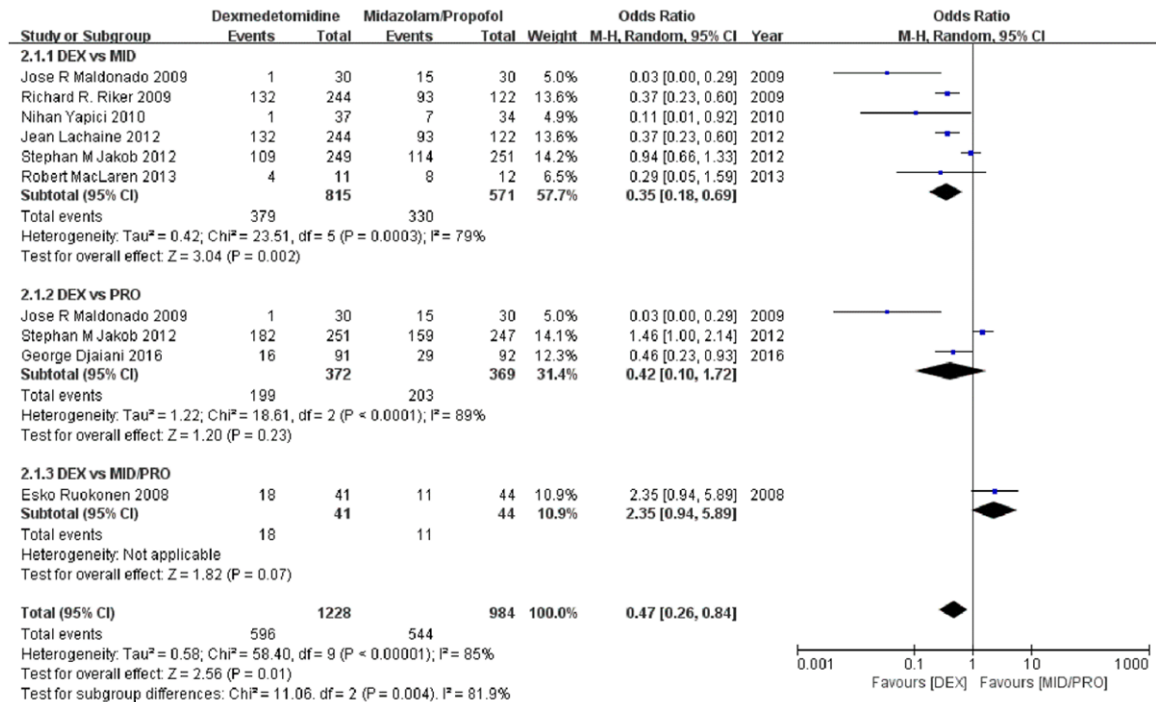 Dexmedetomidine Midazolam/Propofol Odds Ratio Odds Ratio
Study or Subgroup Events Total Events Total Weight M-H, Random, 95% CI Year M-H, Random, 95% CI
2.1.1 DEX vs MID
Jose R Maldonado 2009 1 30 15 30 5.0% 0.03 [0.00, 0.29] 2009
Richard R. Riker 2009 132 244 93 122 13.6% 0.37 [0.23, 0.60] 2009
Nihan Yapici 2010 1 37 7 34 4.9% 0.11 [0.01, 0.92] 2010
Jean Lachaine 2012 132 244 93 122 13.6% 0.37 [0.23, 0.60] 2012
Stephan M Jakob 2012 109 249 114 251 14.2% 0.94 [0.66, 1.33] 2012
Robert MacLaren 2013 4 11 8 12 6.5% 0.29 [0.05, 1.59] 2013
Subtotal (95% CI) 815 571 57.7% 0.35 [0.18, 0.69]
Total events 379 330
Heterogeneity: Tau² = 0.42; Chi² = 23.51, df = 5 (P = 0.0003); I² = 79%
Test for overall effect: Z = 3.04 (P = 0.002)
2.1.2 DEX vs PRO
Jose R Maldonado 2009 1 30 15 30 5.0% 0.03 [0.00, 0.29] 2009
Stephan M Jakob 2012 182 251 159 247 14.1% 1.46 [1.00, 2.14] 2012
George Djaiani 2016 16 91 29 92 12.3% 0.46 [0.23, 0.93] 2016
Subtotal (95% CI) 372 369 31.4% 0.42 [0.10, 1.72]
Total events 199 203
Heterogeneity: Tau² = 1.22; Chi² = 18.61, df = 2 (P < 0.0001); I² = 89%
Test for overall effect: Z = 1.20 (P = 0.23)
2.1.3 DEX vs MID/PRO
Esko Ruokonen 2008 18 41 11 44 10.9% 2.35 [0.94, 5.89] 2008
Subtotal (95% CI) 41 44 10.9% 2.35 [0.94, 5.89]
Total events 18 11
Heterogeneity: Not applicable
Test for overall effect: Z = 1.82 (P = 0.07)
Total (95% CI) 1228 984 100.0% 0.47 [0.26, 0.84]
Total events 596 544
Heterogeneity: Tau² = 0.58; Chi² = 58.40, df = 9 (P < 0.00001); I² = 85%
Test for overall effect: Z = 2.56 (P = 0.01)
Test for subgroup differences: Chi² = 11.06. df = 2 (P = 0.004). I² = 81.9%
0.001 0.1 1 10 1000
Favours [DEX] Favours [MID/PRO]